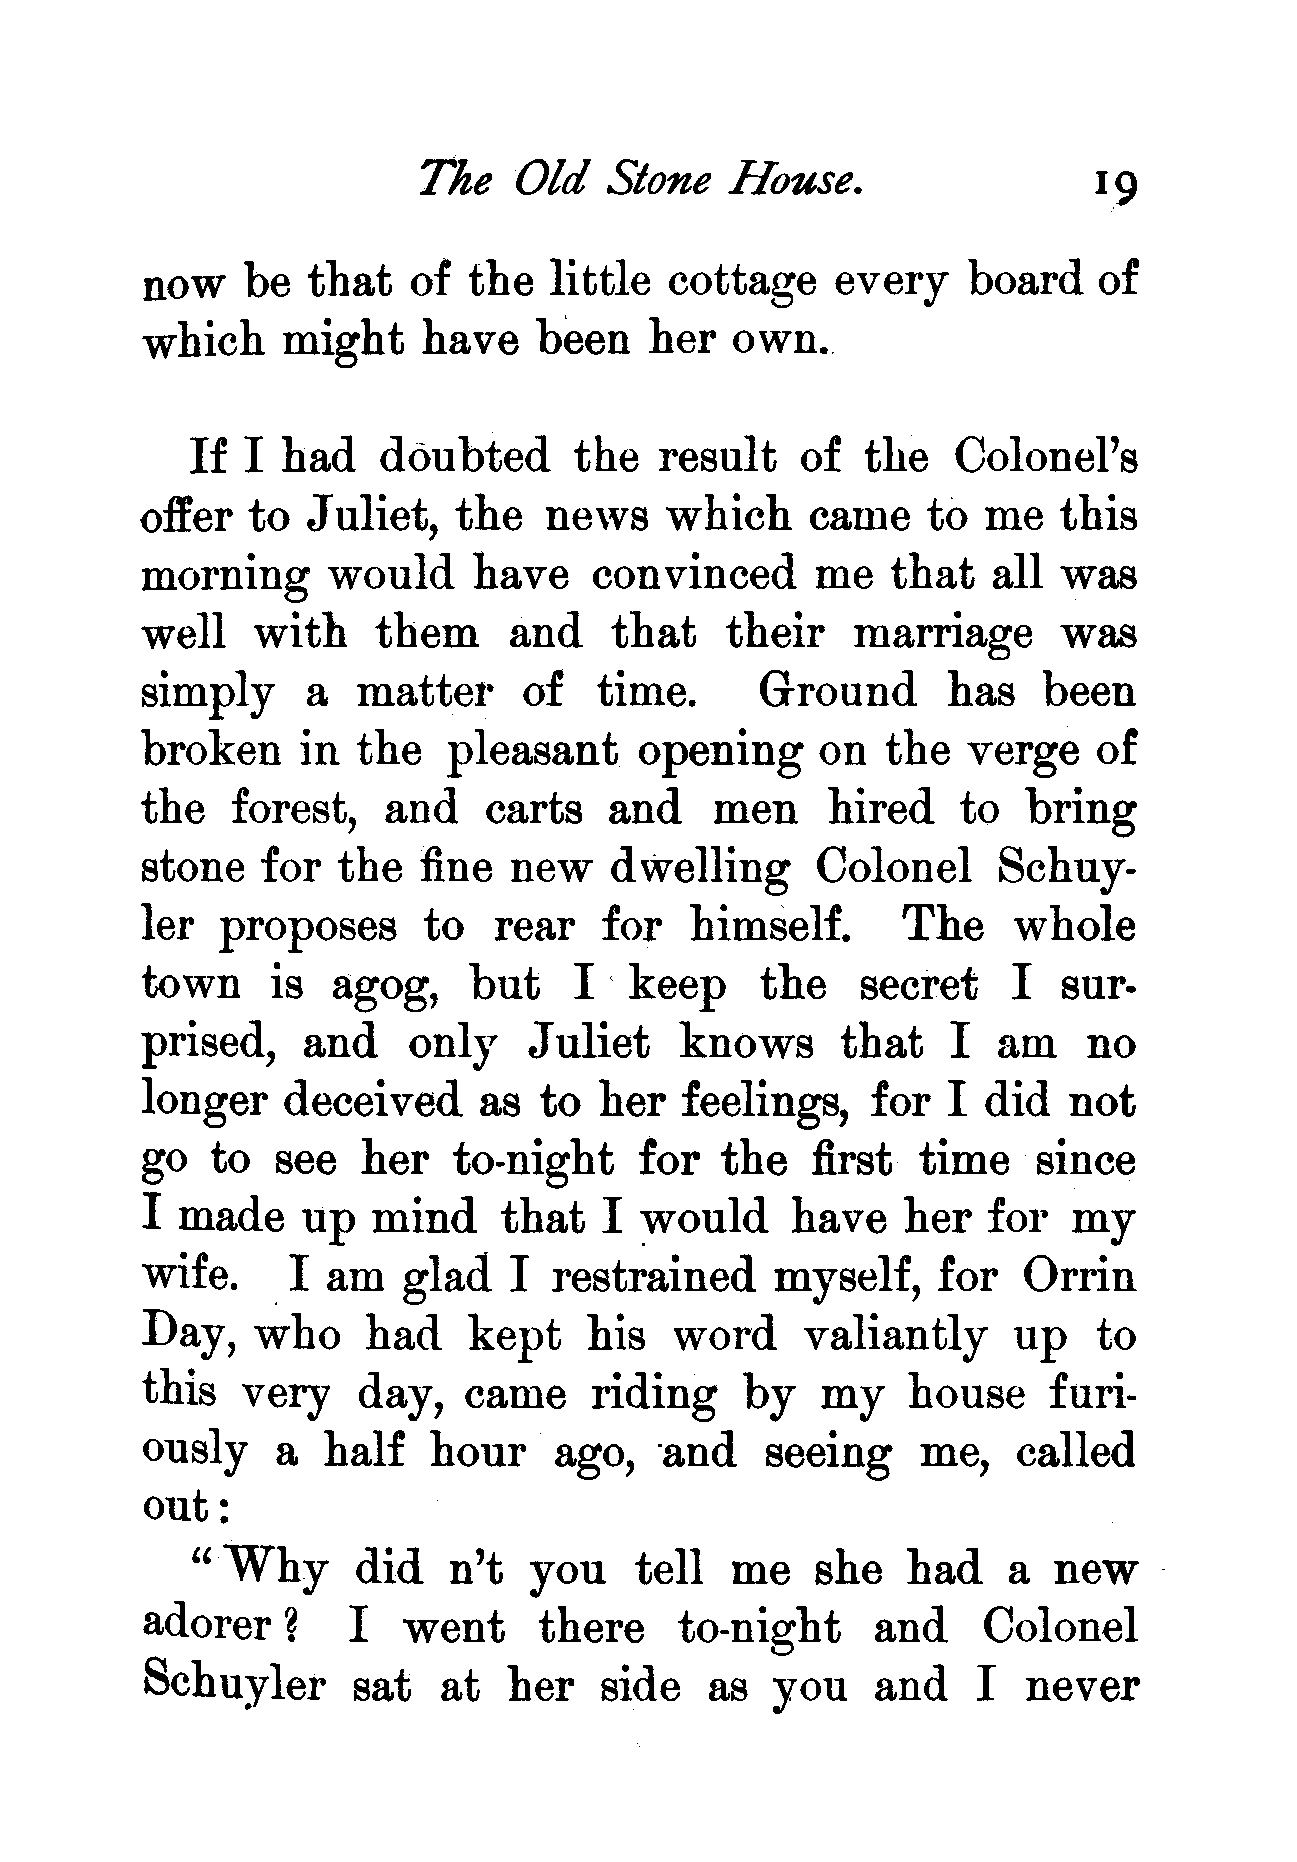 The Old Stone House. 19
now be that of the little cottage every board of
which might have been her own.
If I had doubted the result of the Colonel's
offer to Juliet, the news which came to me this
morning would have convinced me that all was
well with them and that their marriage was
simply a matter of time. Ground has been
broken in the pleasant opening on the verge of
the forest, and carts and men hired to bring
stone for the fine new dwelling Colonel Schuy-
ler proposes to rear for himself. The whole
town is agog, but I keep the secret I sur-
prised, and only Juliet knows that I am no
longer deceived as to her feelings, for I did not
go to see her to-night for the first time since
I made up mind that I would have her for my
wife. I am glad I restrained myself, for Orrin
Day, who had kept his word valiantly up to
this very day, came riding by my house furi-
ously a half hour ago, and seeing me, called
out:
"Why did n't you tell me she had a new
adorer? I went there to-night and Colonel
Schuyler sat at her side as you and I never